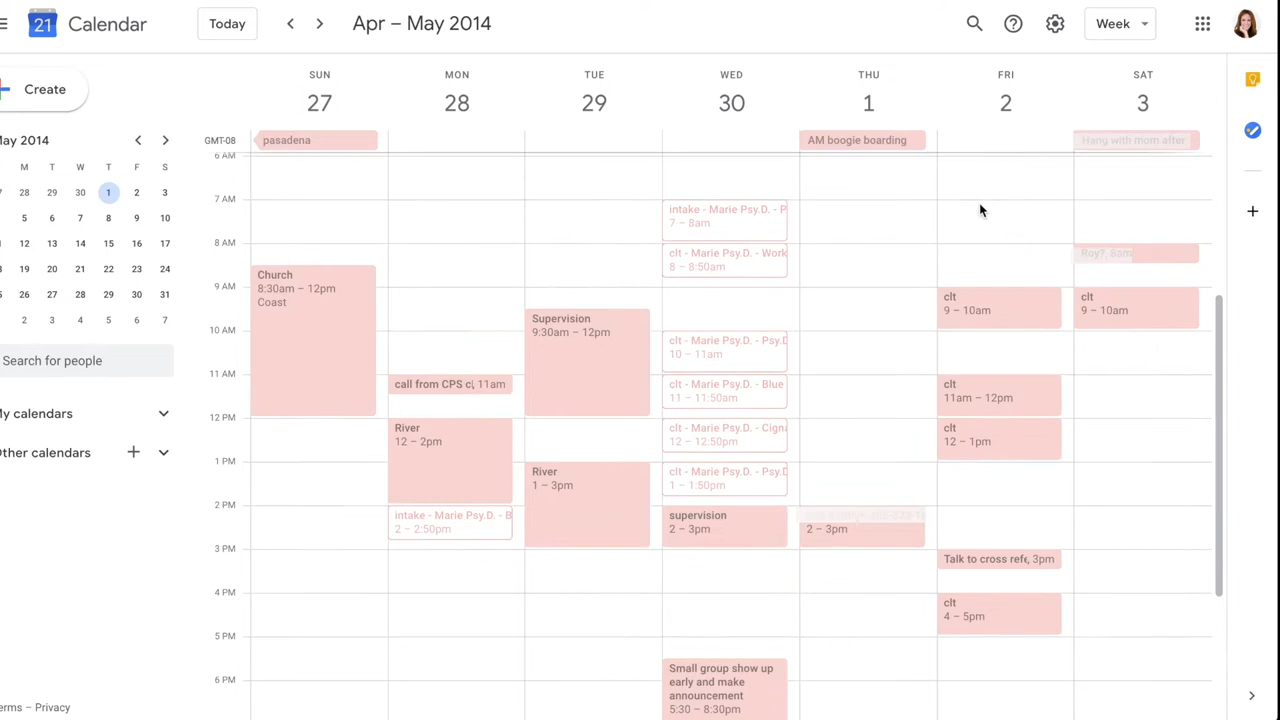 21 Calendar Today Apr – May 2014 Week
Create
May 2014
M T W T F S
28 29 30 1 2 3
5 6 7 8 9 10
12 13 14 15 16 17
19 20 21 22 23 24
26 27 28 29 30 31
2 3 4 5 6 7
Search for people
My calendars
Other calendars
Terms – Privacy
SUN MON TUE WED THU FRI SAT
27 28 29 30 1 2 3
GMT-08 pasadena AM boogie boarding Hang with mom after
6 AM
7 AM
8 AM
9 AM
10 AM
11 AM
12 PM
1 PM
2 PM
3 PM
4 PM
5 PM
6 PM
Church
8:30am – 12pm
Coast
call from CPS c, 11am
River
12 – 2pm
intake - Marie Psy.D. - B
2 – 2:50pm
Supervision
9:30am – 12pm
River
1 – 3pm
intake - Marie Psy.D. - P
7 – 8am
clt - Marie Psy.D. - Work
8 – 8:50am
clt - Marie Psy.D. - Psy.D
10 – 11am
clt - Marie Psy.D. - Blue
11 – 11:50am
clt - Marie Psy.D. - Cigna
12 – 12:50pm
clt - Marie Psy.D. - Psy.D
1 – 1:50pm
supervision
2 – 3pm
Small group show up
early and make
announcement
5:30 – 8:30pm
2 – 3pm
clt
9 – 10am
clt
11am – 12pm
clt
12 – 1pm
Talk to cross refe, 3pm
clt
4 – 5pm
Roy?, 8am
clt
9 – 10am